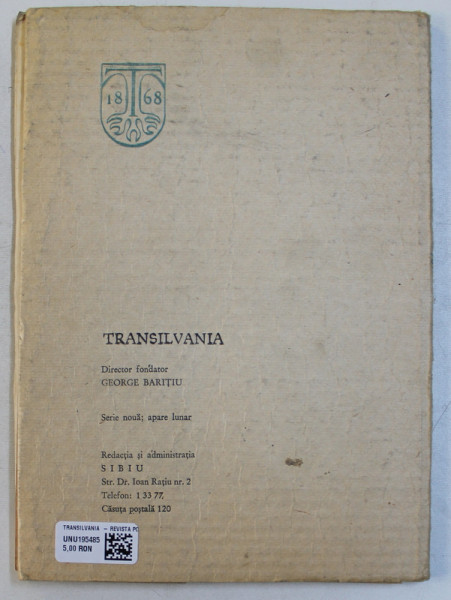 18 68
TRANSILVANIA
Director fondator
GEORGE BARIȚIU
Serie nouă; apare lunar
Redacția și administrația
SIBIU
Str. Dr. Ioan Rațiu nr. 2
Telefon: 1 33 77,
Căsuța poștală 120
TRANSILVANIA – REVISTA PO
UNU195485
5,00 RON